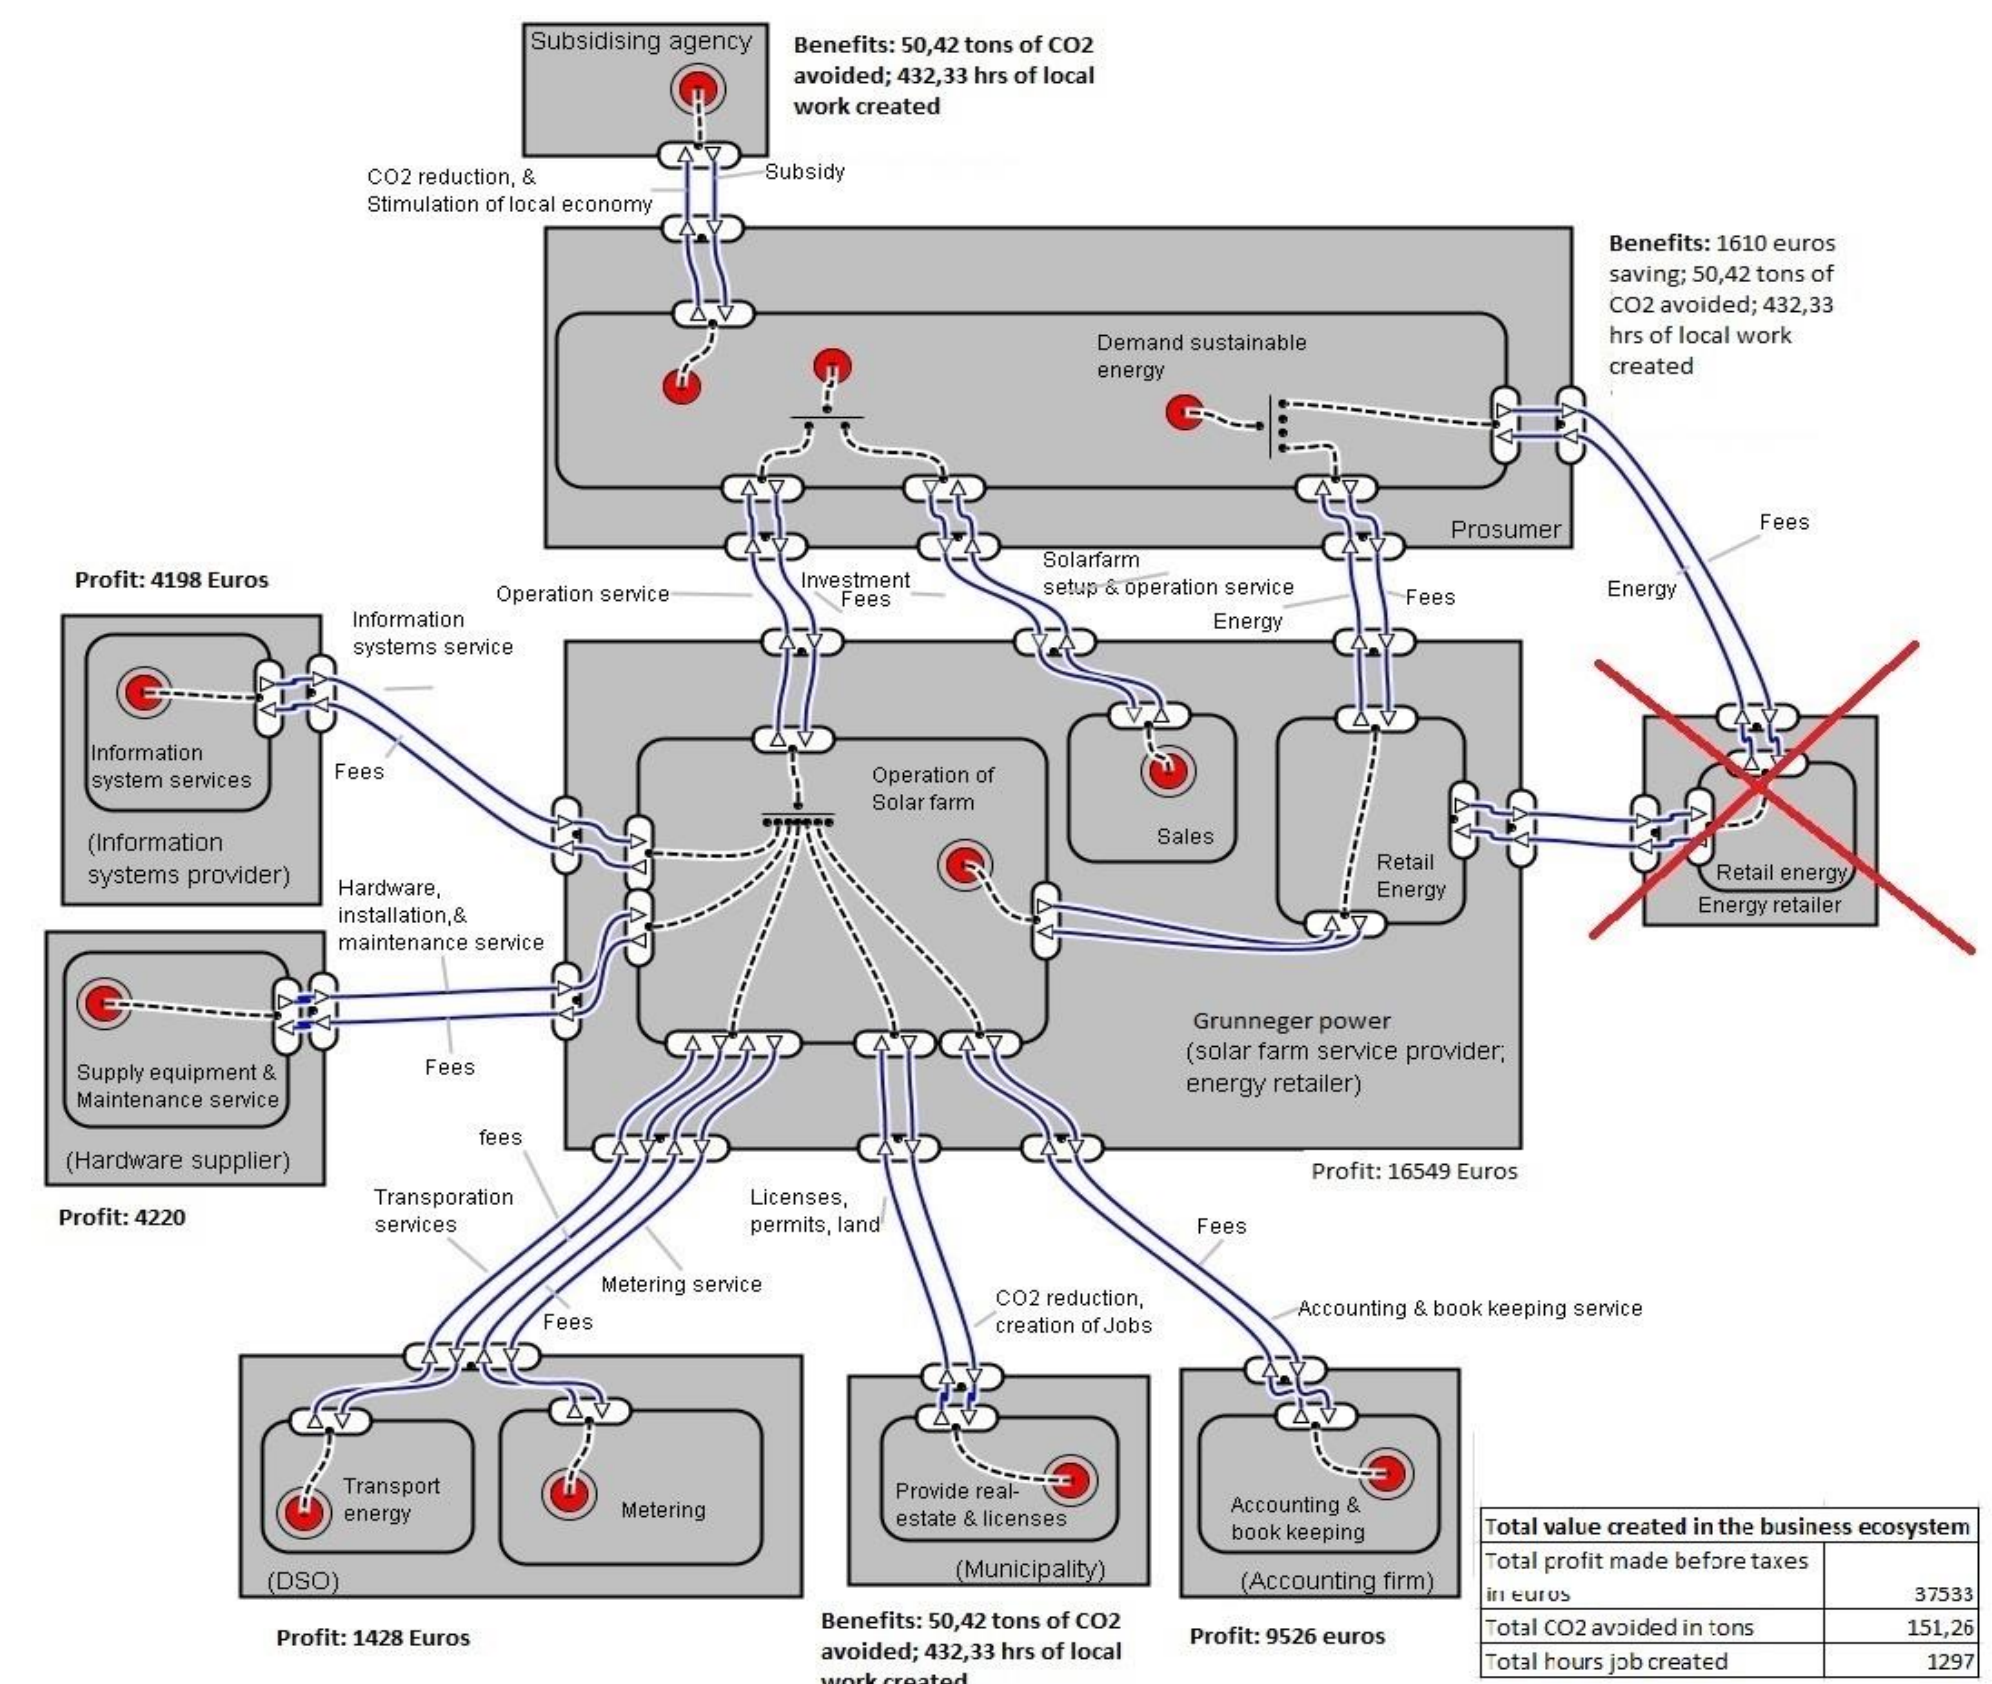 Subsidising agency
Benefits: 50,42 tons of CO2
avoided; 432,33 hrs of local
work created
CO2 reduction, &
Stimulation of local economy
Subsidy
Benefits: 1610 euros
saving; 50,42 tons of
CO2 avoided; 432,33
hrs of local work
created
Demand sustainable
energy
Prosumer
Fees
Energy
Profit: 4198 Euros
Operation service
Investment
Fees
Solarfarm
setup & operation service
Energy
Fees
Information
systems service
Fees
Information
system services
(Information
systems provider)
Operation of
Solar farm
Sales
Retail
Energy
Retail energy
Energy retailer
Hardware,
installation,&
maintenance service
Fees
Supply equipment &
Maintenance service
(Hardware supplier)
Profit: 4220
Grunneger power
(solar farm service provider;
energy retailer)
Profit: 16549 Euros
fees
Transporation
services
Licenses,
permits, land
Fees
Metering service
Fees
CO2 reduction,
creation of Jobs
Accounting & book keeping service
Transport
energy
Metering
(DSO)
Profit: 1428 Euros
Provide real-
estate & licenses
(Municipality)
Benefits: 50,42 tons of CO2
avoided; 432,33 hrs of local
work created
Accounting &
book keeping
(Accounting firm)
Profit: 9526 euros
Total value created in the business ecosystem
Total profit made before taxes
in euros 37533
Total CO2 avoided in tons 151,26
Total hours job created 1297